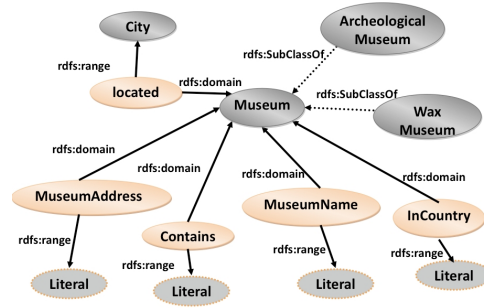 City
Archeological
Museum
rdfs:range
rdfs:SubClassOf
rdfs:domain
located
Museum
rdfs:SubClassOf
Wax
Museum
rdfs:domain
rdfs:domain
rdfs:domain
rdfs:domain
MuseumAddress
MuseumName
InCountry
Contains
rdfs:range
rdfs:range
rdfs:range
rdfs:range
Literal
Literal
Literal
Literal